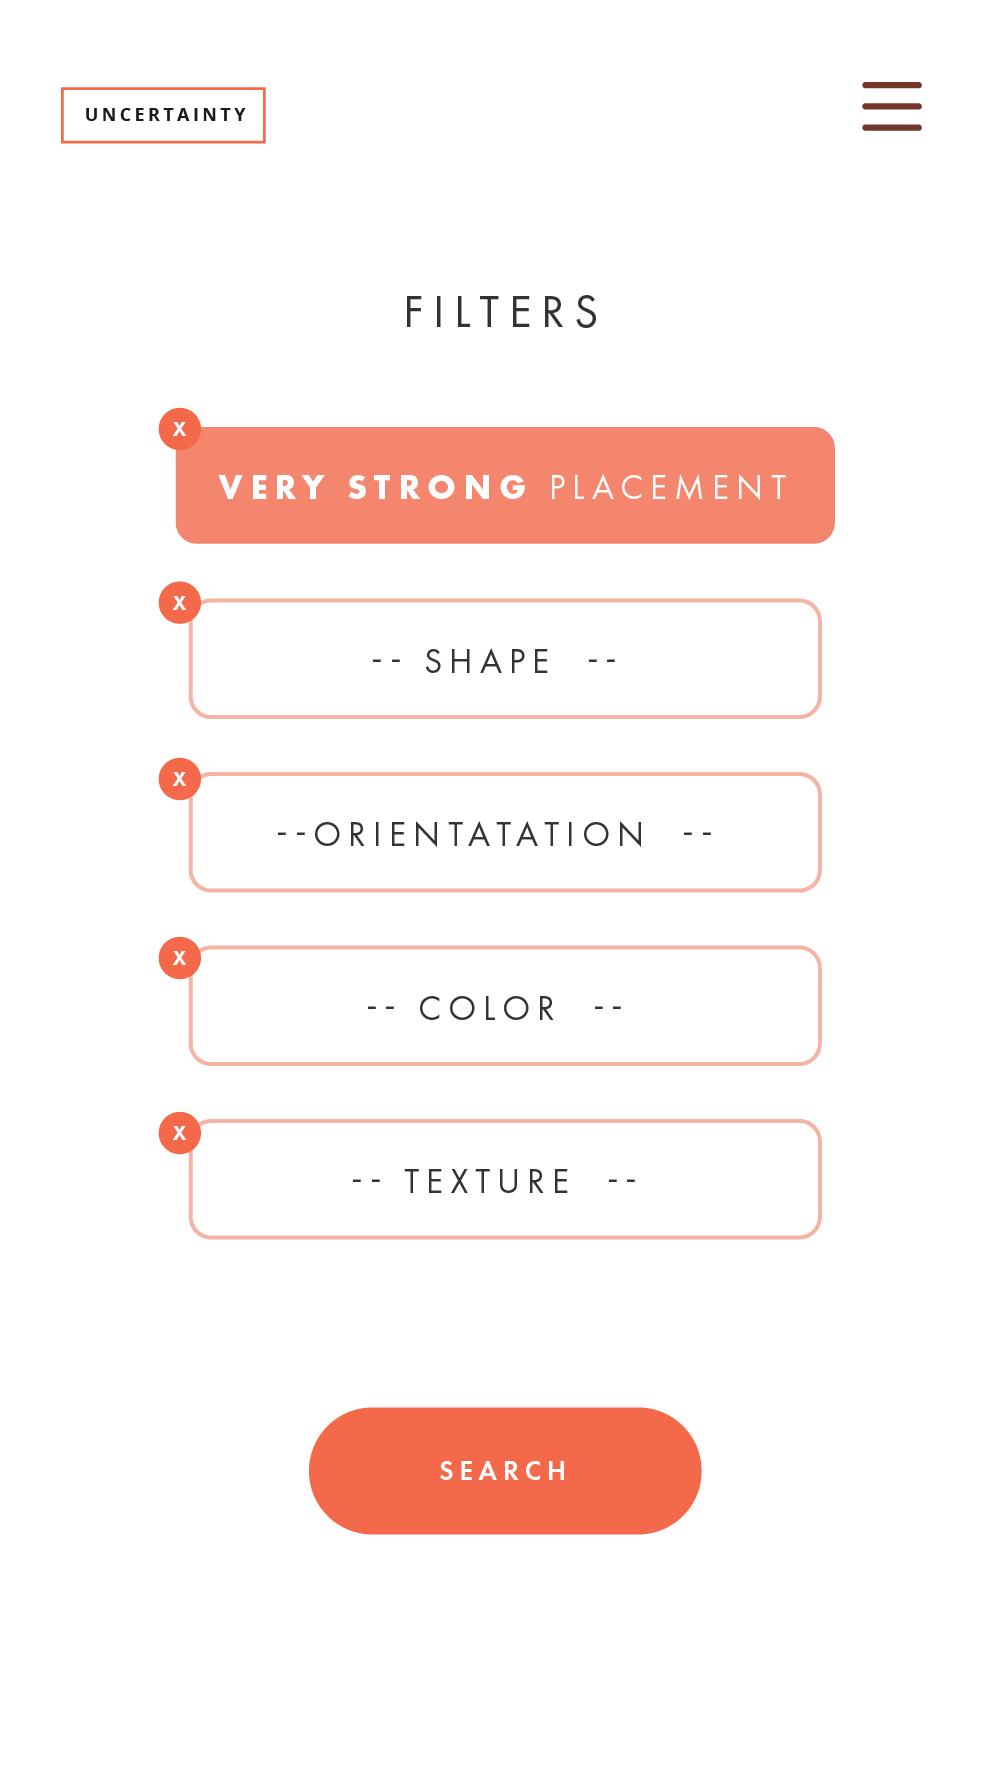 UNCERTAINTY
FILTERS
X
VERY STRONG PLACEMENT
X
-- SHAPE --
X
--ORIENTATATION --
X
-- COLOR --
X
-- TEXTURE --
SEARCH